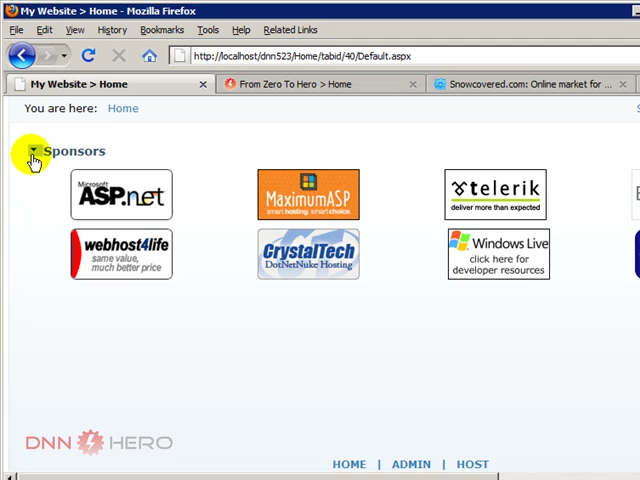 My Website > Home - Mozilla Firefox
File Edit View History Bookmarks Tools Help Related Links
http://localhost/dnn523/Home/tabid/40/Default.aspx
My Website > Home
From Zero To Hero > Home
Snowcovered.com: Online market for ...
You are here: Home
Sponsors
Microsoft
ASP.net
MaximumASP
smart hosting. smart choice.
telerik
deliver more than expected
webhost4life
same value,
much better price
CrystalTech
DotNetNuke Hosting
Windows Live
click here for
developer resources
DNN HERO
HOME | ADMIN | HOST